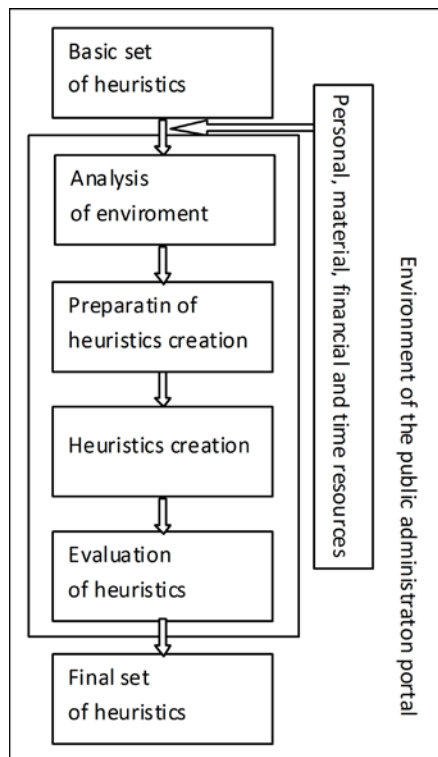 Basic set
of heuristics
Analysis
of enviroment
Preparatin of
heuristics creation
Heuristics creation
Evaluation
of heuristics
Final set
of heuristics
Personal, material, financial and time resources
Environment of the public administraton portal